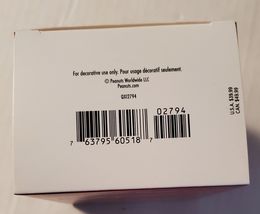 For decorative use only. Pour usage décoratif seulement.
© Peanuts Worldwide LLC
Peanuts.com
QXI2794
02794
7 63795 60518 7
U.S.A. $39.99
CAN. $49.99